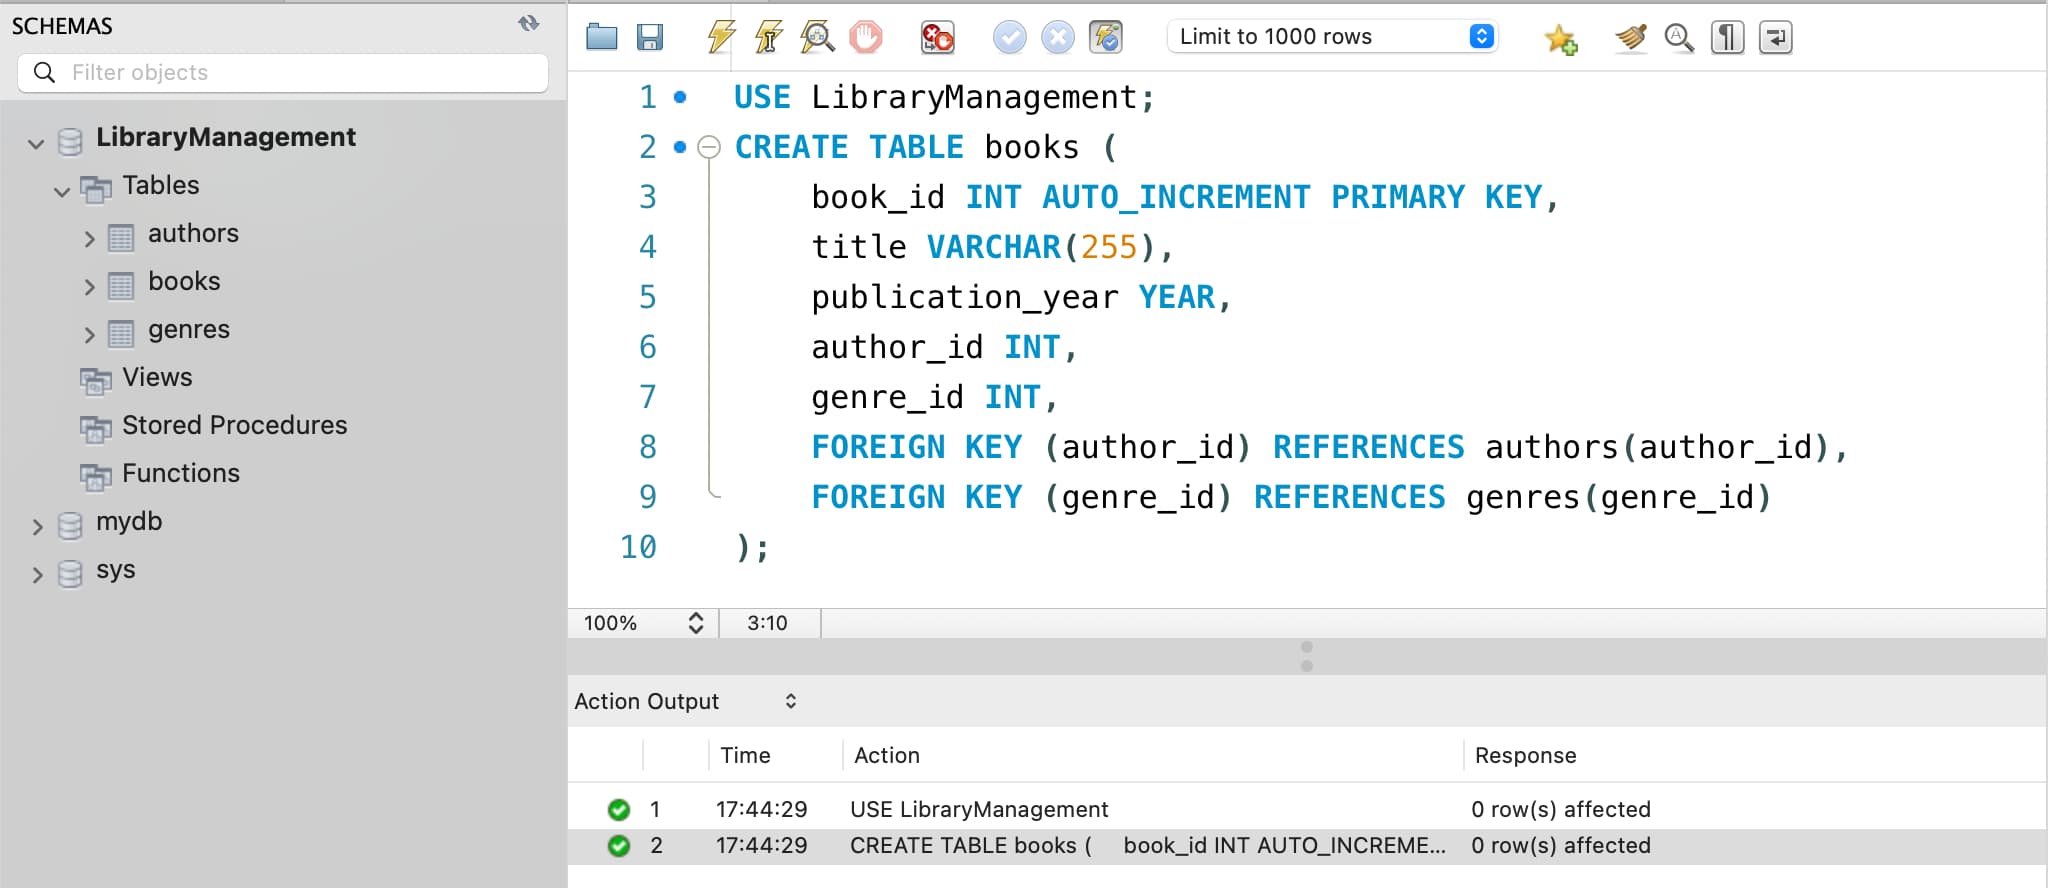 SCHEMAS
Filter objects
LibraryManagement
Tables
authors
books
genres
Views
Stored Procedures
Functions
mydb
sys
Limit to 1000 rows
1 USE LibraryManagement;
2 CREATE TABLE books (
3 book_id INT AUTO_INCREMENT PRIMARY KEY,
4 title VARCHAR(255),
5 publication_year YEAR,
6 author_id INT,
7 genre_id INT,
8 FOREIGN KEY (author_id) REFERENCES authors(author_id),
9 FOREIGN KEY (genre_id) REFERENCES genres(genre_id)
10 );
100% 3:10
Action Output
Time Action Response
1 17:44:29 USE LibraryManagement 0 row(s) affected
2 17:44:29 CREATE TABLE books ( book_id INT AUTO_INCREME... 0 row(s) affected